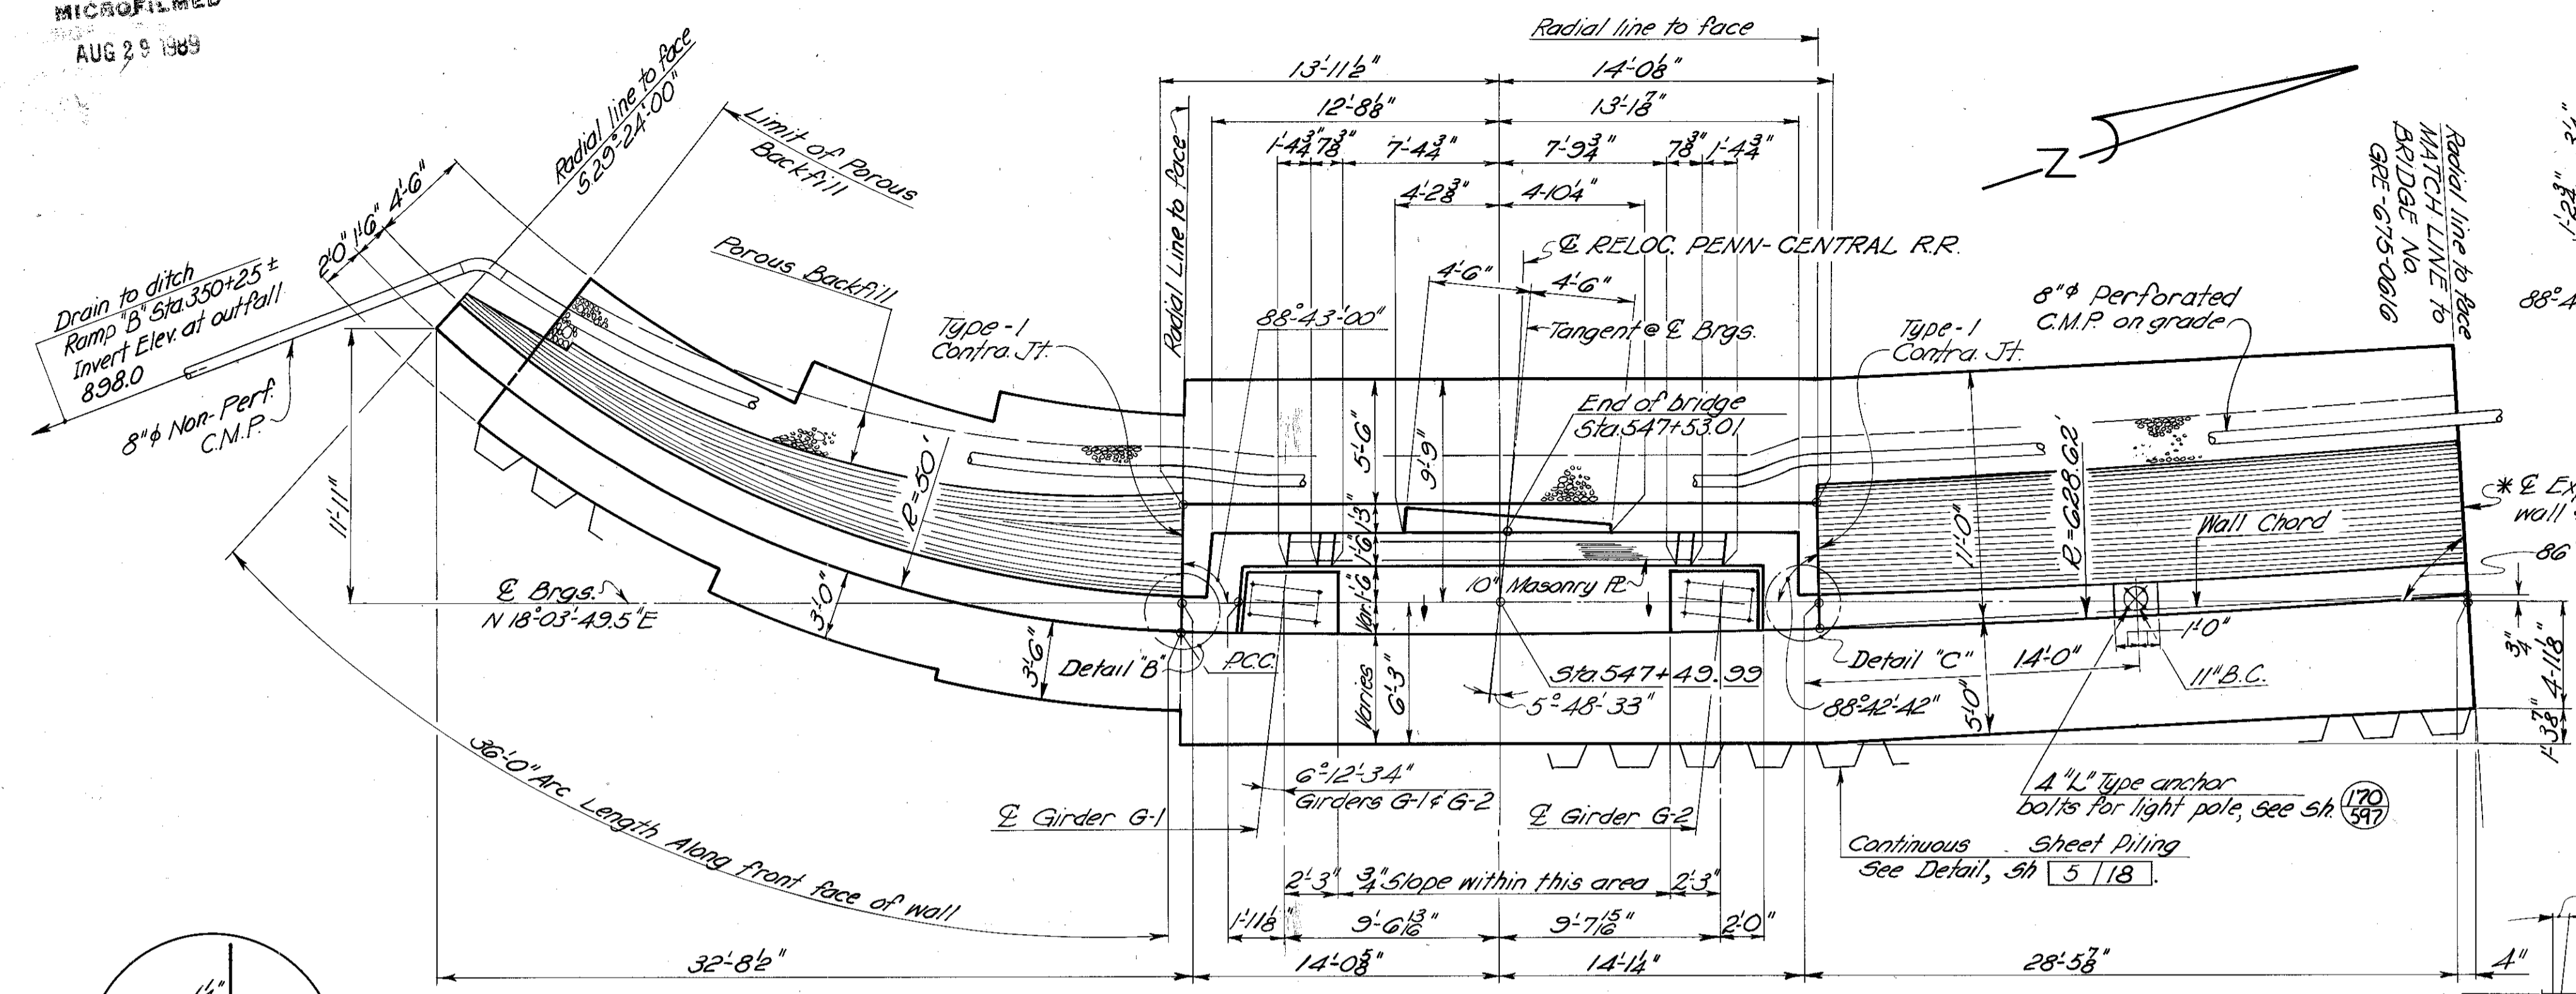 MICROFILMED
AUG 29 1989
Radial line to face
S.29°-24'-00"
Limit of Porous
Backfill
Porous Backfill
2'-0" 1'-6" 4'-6"
Drain to ditch
Ramp "B" Sta.350+25±
Invert Elev. at outfall
898.0
8"φ Non-Perf.
C.M.P.
11'-11"
℄ Brgs.
N 18°-03'-49.5"E
36'-0" Arc Length Along front face of wall
R=50'
3'-0"
3'-6"
Type-1
Contra. Jt.
Radial Line to face
88°-43'-00"
Radial line to face
13'-11½" 14'-0⅛"
12'-8⅛" 13'-1⅞"
1'-4¾" 7⅜" 7'-4¾" 7'-9¾" 7⅜" 1'-4¾"
4'-2⅜" 4'-10¼"
℄ RELOC. PENN-CENTRAL R.R.
4'-6" 4'-6"
Tangent @ ℄ Brgs.
End of bridge
Sta.547+53.01
5'-6"
9'-9"
1'-3"
1'-6"
1'-6"
Var.
Varies
6'-3"
10" Masonry ℄
Detail "B"
P.C.C.
Sta.547+49.99
5°-48'-33"
6°-12'-34"
Girders G-1 & G-2
℄ Girder G-1
℄ Girder G-2
2'-3" ¾" Slope within this area 2'-3"
1'-11⅛" 9'-6 13/16" 9'-7 15/16" 2'-0"
32'-8½" 14'-0⅝" 14'-1¼" 28'-5⅞" 4"
N
Radial line to face
MATCH LINE to
BRIDGE No.
GRE-675-0616
8"φ Perforated
C.M.P. on grade
Type-1
Contra. Jt.
11'-0"
R=628.62'
Wall Chord
* ℄ Ex
wall
86
Detail "C"
14'-0"
88°-42'-42"
5'-0"
1'-0"
11" B.C.
¾"
4'-11⅛"
1'-3⅞"
4 "L" Type anchor
bolts for light pole, see sh. 170
597
Continuous Sheet Piling
See Detail, Sh 5/18.
88°-4